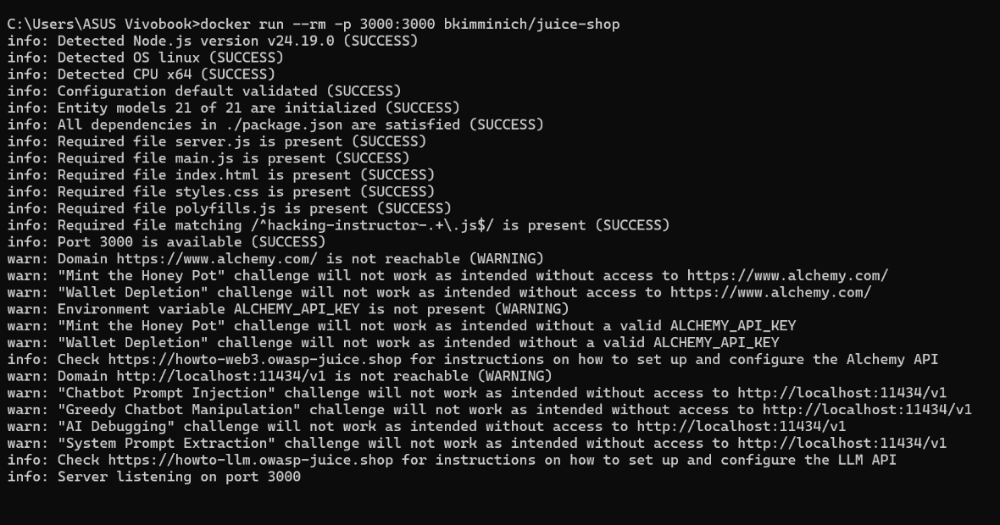 C:\Users\ASUS Vivobook>docker run --rm -p 3000:3000 bkimminich/juice-shop
info: Detected Node.js version v24.19.0 (SUCCESS)
info: Detected OS linux (SUCCESS)
info: Detected CPU x64 (SUCCESS)
info: Configuration default validated (SUCCESS)
info: Entity models 21 of 21 are initialized (SUCCESS)
info: All dependencies in ./package.json are satisfied (SUCCESS)
info: Required file server.js is present (SUCCESS)
info: Required file main.js is present (SUCCESS)
info: Required file index.html is present (SUCCESS)
info: Required file styles.css is present (SUCCESS)
info: Required file polyfills.js is present (SUCCESS)
info: Required file matching /^hacking-instructor-.+\.js$/ is present (SUCCESS)
info: Port 3000 is available (SUCCESS)
warn: Domain https://www.alchemy.com/ is not reachable (WARNING)
warn: "Mint the Honey Pot" challenge will not work as intended without access to https://www.alchemy.com/
warn: "Wallet Depletion" challenge will not work as intended without access to https://www.alchemy.com/
warn: Environment variable ALCHEMY_API_KEY is not present (WARNING)
warn: "Mint the Honey Pot" challenge will not work as intended without a valid ALCHEMY_API_KEY
warn: "Wallet Depletion" challenge will not work as intended without a valid ALCHEMY_API_KEY
info: Check https://howto-web3.owasp-juice.shop for instructions on how to set up and configure the Alchemy API
warn: Domain http://localhost:11434/v1 is not reachable (WARNING)
warn: "Chatbot Prompt Injection" challenge will not work as intended without access to http://localhost:11434/v1
warn: "Greedy Chatbot Manipulation" challenge will not work as intended without access to http://localhost:11434/v1
warn: "AI Debugging" challenge will not work as intended without access to http://localhost:11434/v1
warn: "System Prompt Extraction" challenge will not work as intended without access to http://localhost:11434/v1
info: Check https://howto-llm.owasp-juice.shop for instructions on how to set up and configure the LLM API
info: Server listening on port 3000